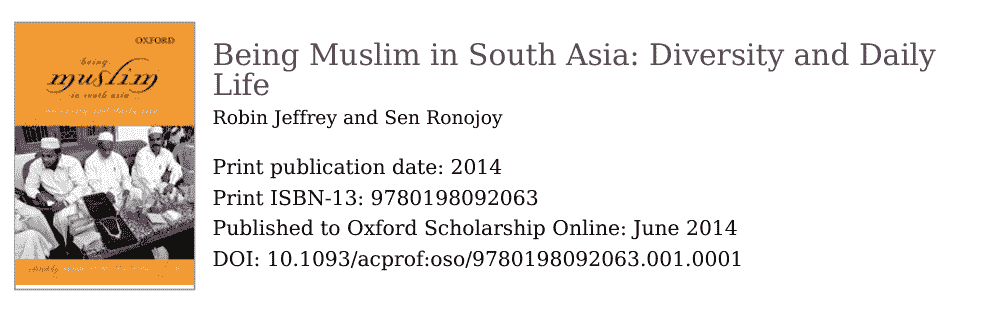 OXFORD
being
muslim
in south asia
Being Muslim in South Asia: Diversity and Daily
Life
Robin Jeffrey and Sen Ronojoy
Print publication date: 2014
Print ISBN-13: 9780198092063
Published to Oxford Scholarship Online: June 2014
DOI: 10.1093/acprof:oso/9780198092063.001.0001